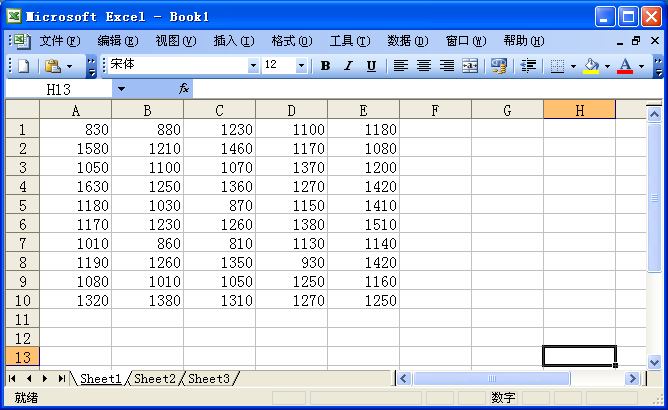 Microsoft Excel - Book1
文件(F) 编辑(E) 视图(V) 插入(I) 格式(O) 工具(T) 数据(D) 窗口(W) 帮助(H)
宋体 12 B I U A
H13 fx
A B C D E F G H
1 830 880 1230 1100 1180
2 1580 1210 1460 1170 1080
3 1050 1100 1070 1370 1200
4 1630 1250 1360 1270 1420
5 1180 1030 870 1150 1410
6 1170 1230 1260 1380 1510
7 1010 860 810 1130 1140
8 1190 1260 1350 930 1420
9 1080 1010 1050 1250 1160
10 1320 1380 1310 1270 1250
11
12
13
Sheet1 Sheet2 Sheet3
就绪 数字